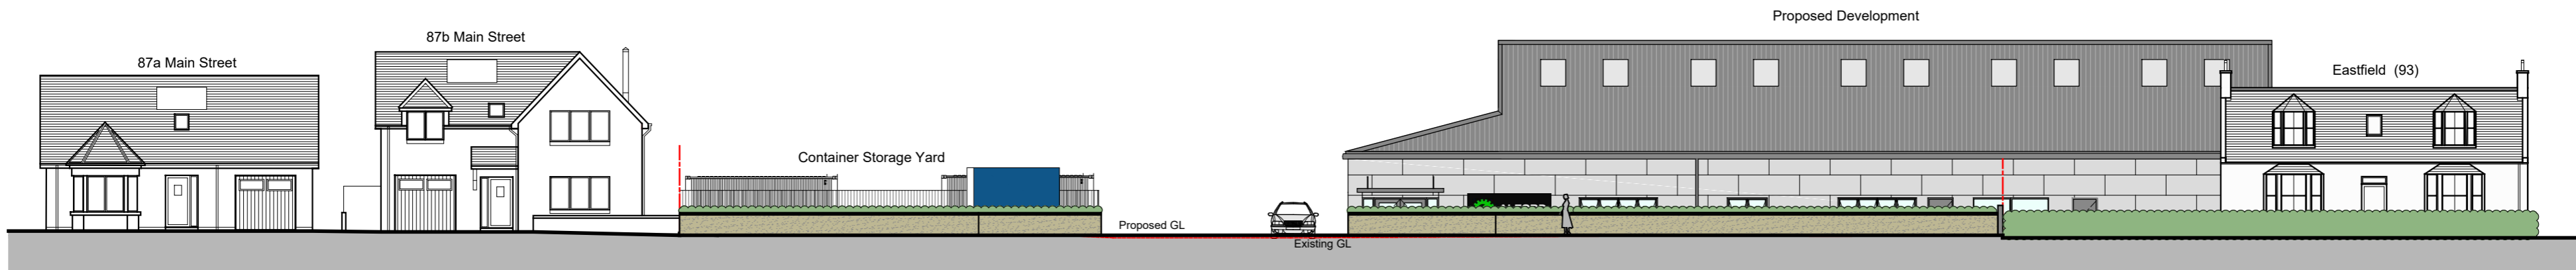 87a Main Street
87b Main Street
Container Storage Yard
Proposed GL
Existing GL
Proposed Development
Eastfield (93)